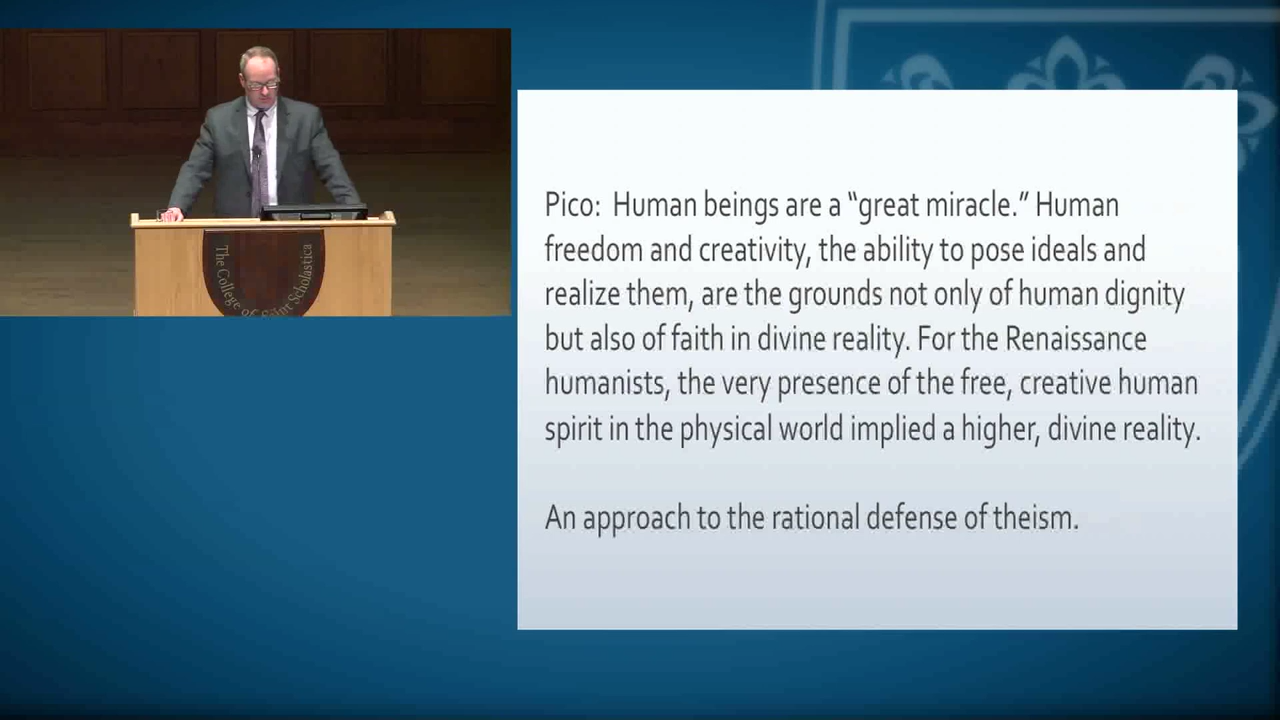 The College of Saint Scholastica
Pico: Human beings are a “great miracle.” Human
freedom and creativity, the ability to pose ideals and
realize them, are the grounds not only of human dignity
but also of faith in divine reality. For the Renaissance
humanists, the very presence of the free, creative human
spirit in the physical world implied a higher, divine reality.
An approach to the rational defense of theism.